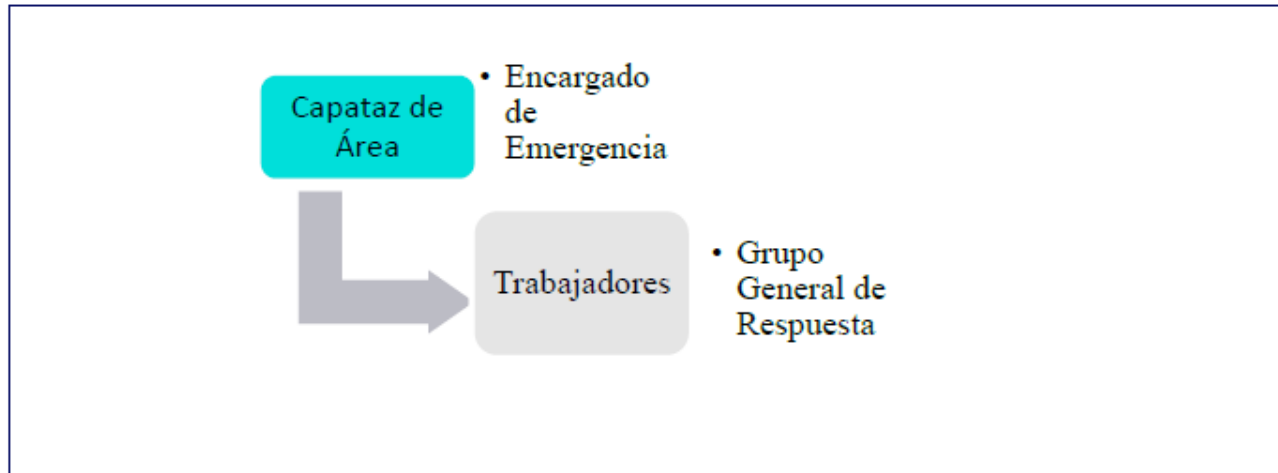 Capataz de
Área
• Encargado
de
Emergencia
Trabajadores
• Grupo
General de
Respuesta